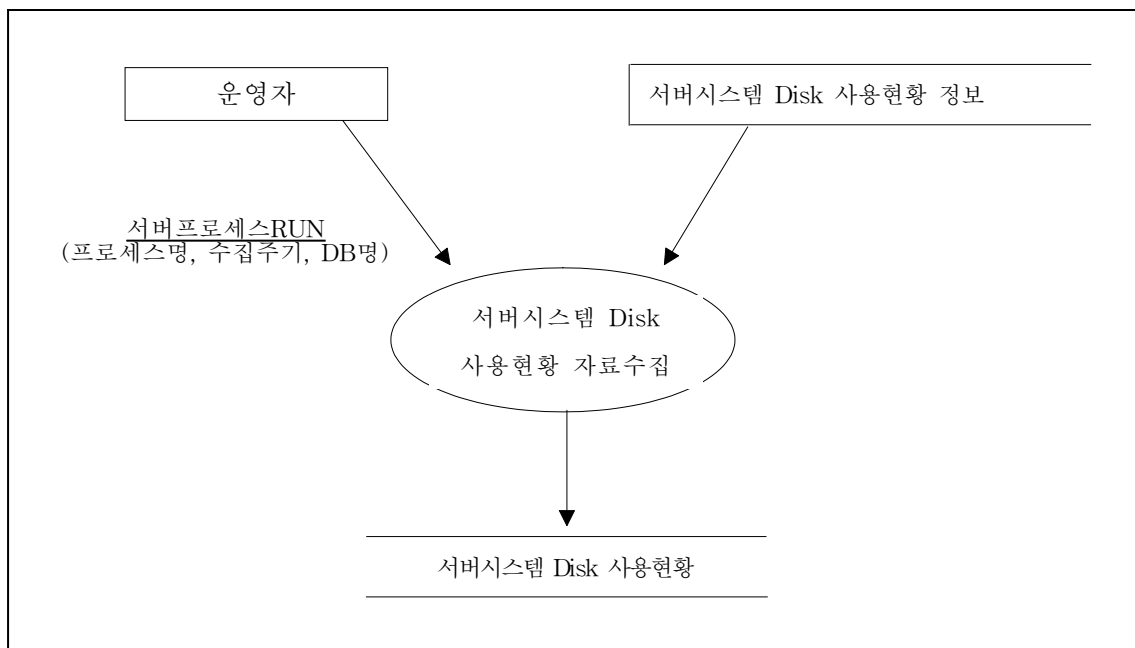 운영자
서버시스템 Disk 사용현황 정보
서버프로세스RUN
(프로세스명, 수집주기, DB명)
서버시스템 Disk
사용현황 자료수집
서버시스템 Disk 사용현황